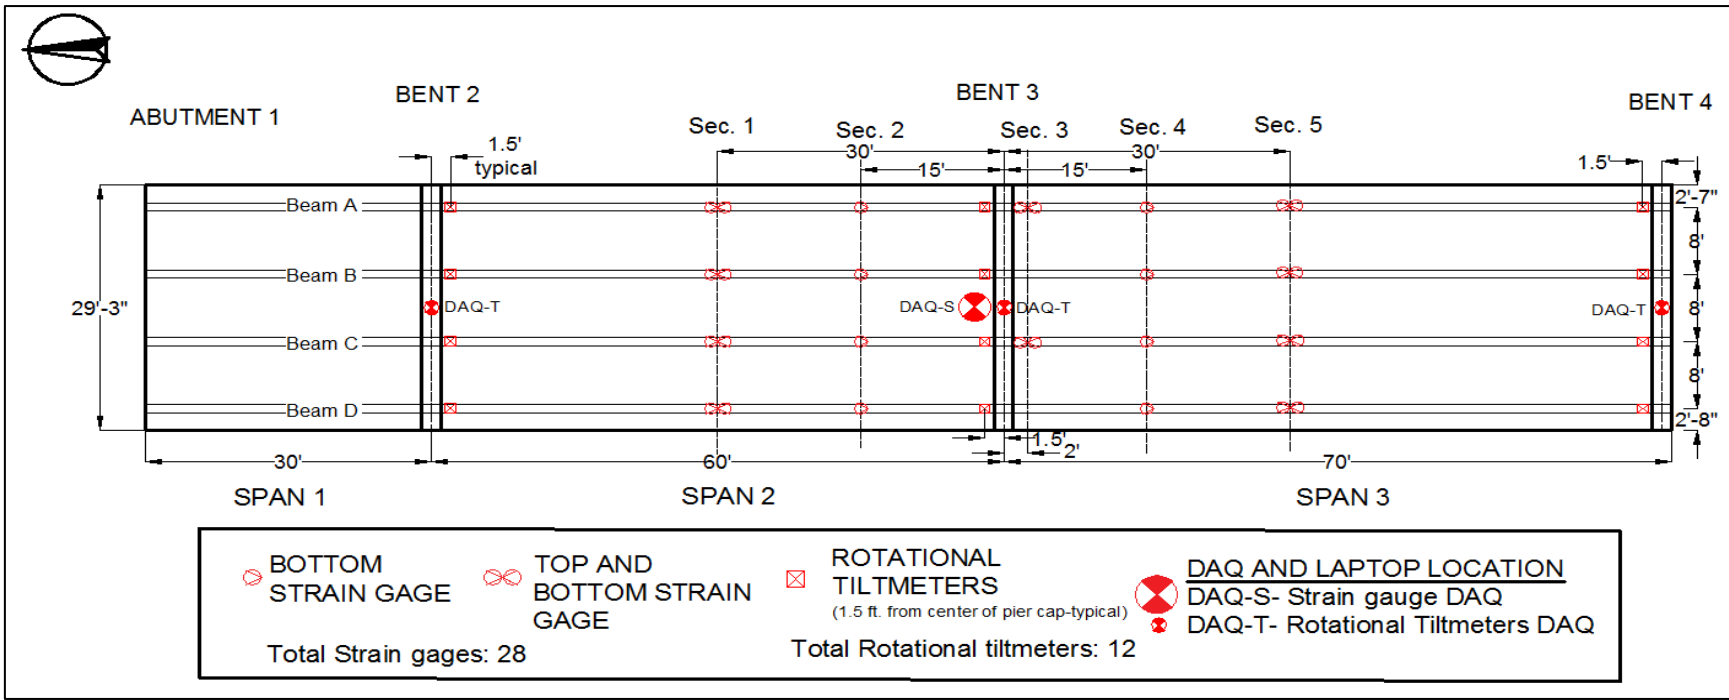 ABUTMENT 1
BENT 2
BENT 3
BENT 4
Sec. 1
Sec. 2
Sec. 3
Sec. 4
Sec. 5
1.5'
typical
30'
30'
15'
15'
1.5'
Beam A
Beam B
Beam C
Beam D
29'-3"
DAQ-T
DAQ-S
DAQ-T
DAQ-T
2'-7"
8'
8'
8'
2'-8"
1.5'
2'
30'
60'
70'
SPAN 1
SPAN 2
SPAN 3
BOTTOM
STRAIN GAGE
TOP AND
BOTTOM STRAIN
GAGE
ROTATIONAL
TILTMETERS
(1.5 ft. from center of pier cap-typical)
DAQ AND LAPTOP LOCATION
DAQ-S- Strain gauge DAQ
DAQ-T- Rotational Tiltmeters DAQ
Total Strain gages: 28
Total Rotational tiltmeters: 12